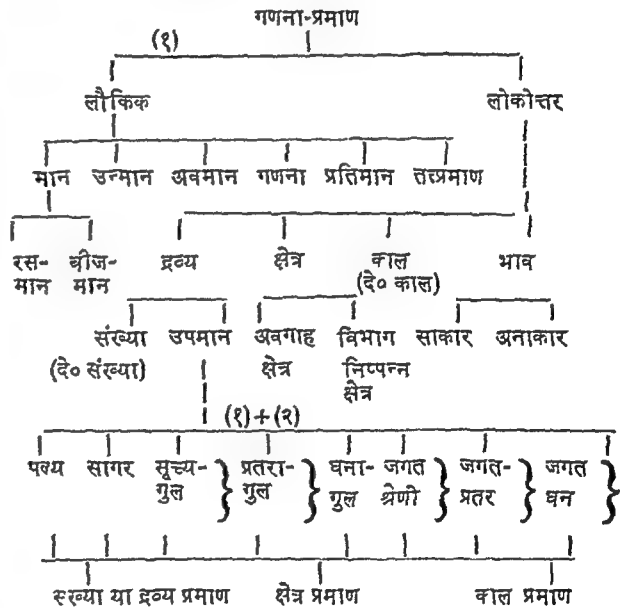 गणना-प्रमाण
(१)
लौकिक लोकोत्तर
मान उन्मान अवमान गणना प्रतिमान तत्प्रमाण
रस- बीज- द्रव्य क्षेत्र काल भाव
मान मान (दे० काल)
संख्या उपमान अवगाह विभाग साकार अनाकार
(दे० संख्या) क्षेत्र निष्पन्न
क्षेत्र
(१)+(२)
पल्य सागर सूच्य- प्रतरा- घना- जगत जगत- जगत
गुल गुल गुल श्रेणी प्रतर घन
संख्या या द्रव्य प्रमाण क्षेत्र प्रमाण काल प्रमाण